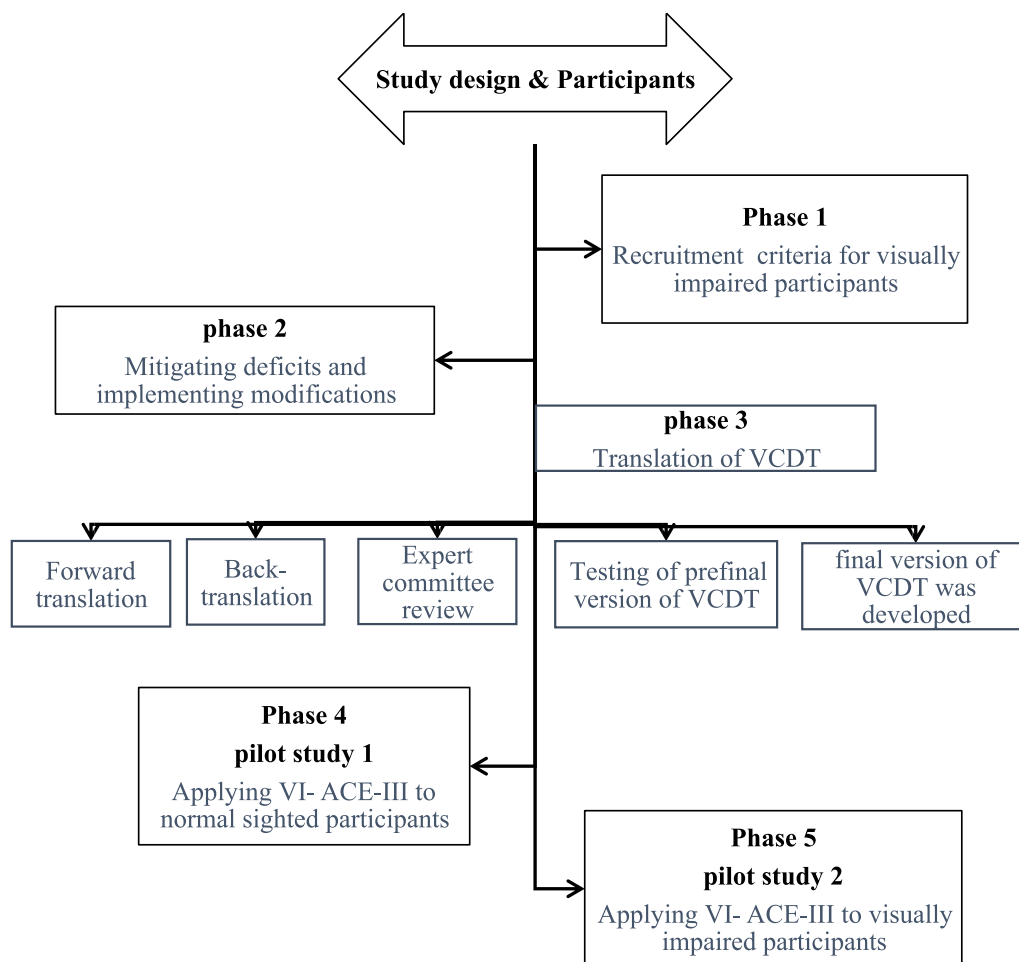 Study design & Participants
Phase 1
Recruitment criteria for visually
impaired participants
phase 2
Mitigating deficits and
implementing modifications
phase 3
Translation of VCDT
Forward
translation
Back-
translation
Expert
committee
review
Testing of prefinal
version of VCDT
final version of
VCDT was
developed
Phase 4
pilot study 1
Applying VI- ACE-III to
normal sighted participants
Phase 5
pilot study 2
Applying VI- ACE-III to visually
impaired participants